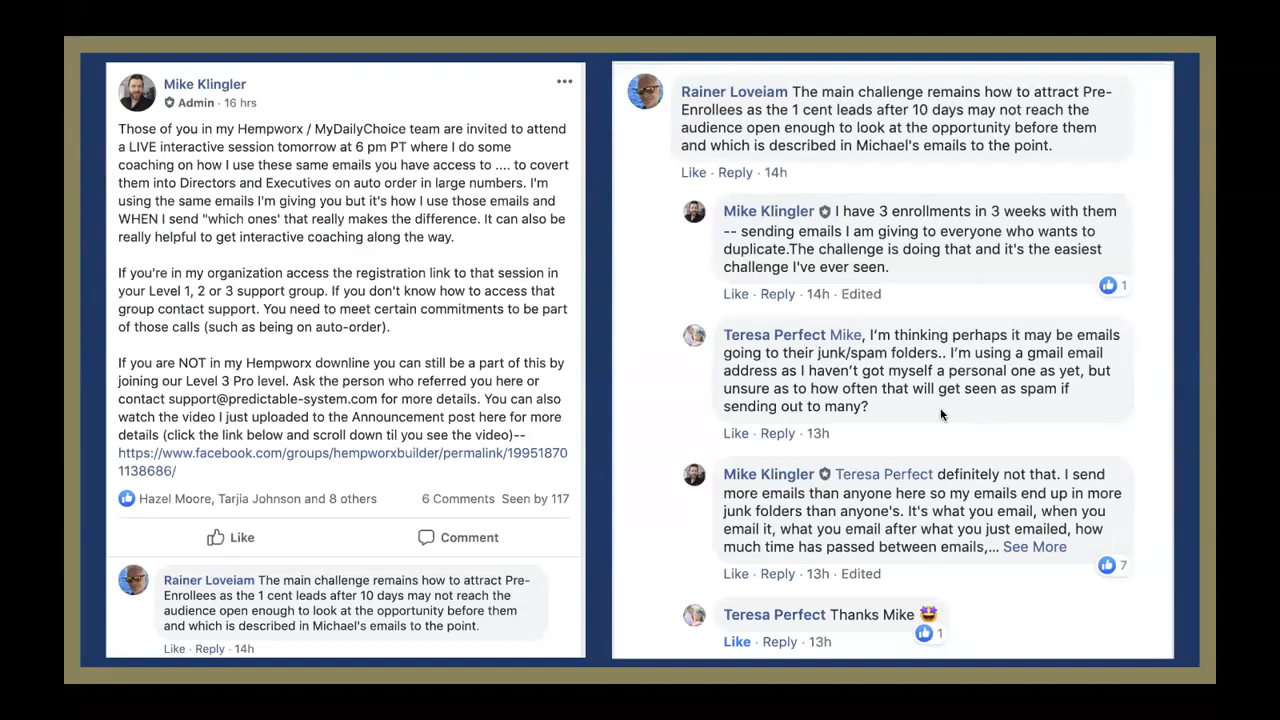 Mike Klingler
Admin · 16 hrs
Those of you in my Hempworx / MyDailyChoice team are invited to attend
a LIVE interactive session tomorrow at 6 pm PT where I do some
coaching on how I use these same emails you have access to .... to covert
them into Directors and Executives on auto order in large numbers. I'm
using the same emails I'm giving you but it's how I use those emails and
WHEN I send "which ones' that really makes the difference. It can also be
really helpful to get interactive coaching along the way.
If you're in my organization access the registration link to that session in
your Level 1, 2 or 3 support group. If you don't know how to access that
group contact support. You need to meet certain commitments to be part
of those calls (such as being on auto-order).
If you are NOT in my Hempworx downline you can still be a part of this by
joining our Level 3 Pro level. Ask the person who referred you here or
contact support@predictable-system.com for more details. You can also
watch the video I just uploaded to the Announcement post here for more
details (click the link below and scroll down til you see the video)--
https://www.facebook.com/groups/hempworxbuilder/permalink/19951870
1138686/
Hazel Moore, Tarjia Johnson and 8 others 6 Comments Seen by 117
Like Comment
Rainer Loveiam The main challenge remains how to attract Pre-
Enrollees as the 1 cent leads after 10 days may not reach the
audience open enough to look at the opportunity before them
and which is described in Michael's emails to the point.
Like · Reply · 14h
Rainer Loveiam The main challenge remains how to attract Pre-
Enrollees as the 1 cent leads after 10 days may not reach the
audience open enough to look at the opportunity before them
and which is described in Michael's emails to the point.
Like · Reply · 14h
Mike Klingler I have 3 enrollments in 3 weeks with them
-- sending emails I am giving to everyone who wants to
duplicate.The challenge is doing that and it's the easiest
challenge I've ever seen.
Like · Reply · 14h · Edited 1
Teresa Perfect Mike, I'm thinking perhaps it may be emails
going to their junk/spam folders.. I'm using a gmail email
address as I haven't got myself a personal one as yet, but
unsure as to how often that will get seen as spam if
sending out to many?
Like · Reply · 13h
Mike Klingler Teresa Perfect definitely not that. I send
more emails than anyone here so my emails end up in more
junk folders than anyone's. It's what you email, when you
email it, what you email after what you just emailed, how
much time has passed between emails,... See More
Like · Reply · 13h · Edited 7
Teresa Perfect Thanks Mike 🤩
Like · Reply · 13h 1